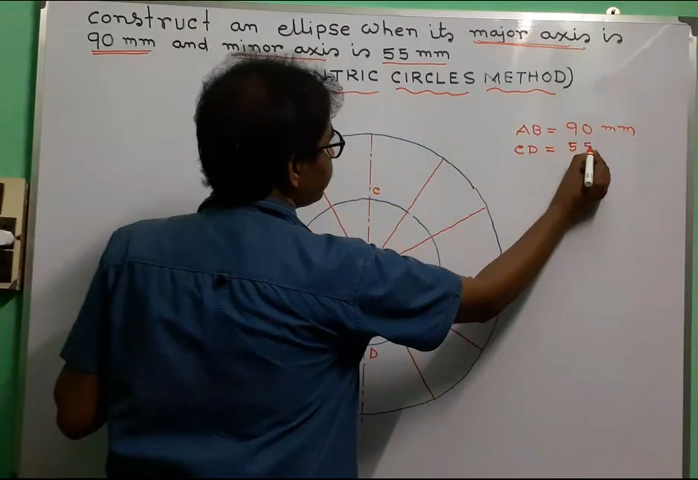 construct an ellipse when its major axis is
90 mm and minor axis is 55 mm
NTRIC CIRCLES METHOD)
AB = 90 mm
CD = 55
C
D